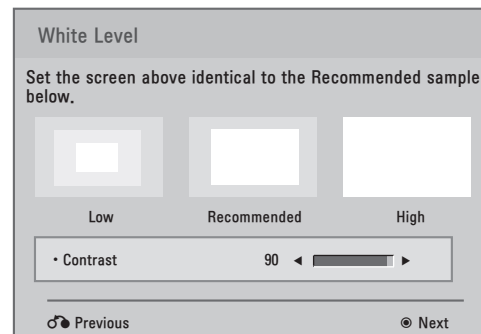 White Level
Set the screen above identical to the Recommended sample
below.
Low Recommended High
• Contrast 90 ◄ ►
Previous ◉ Next